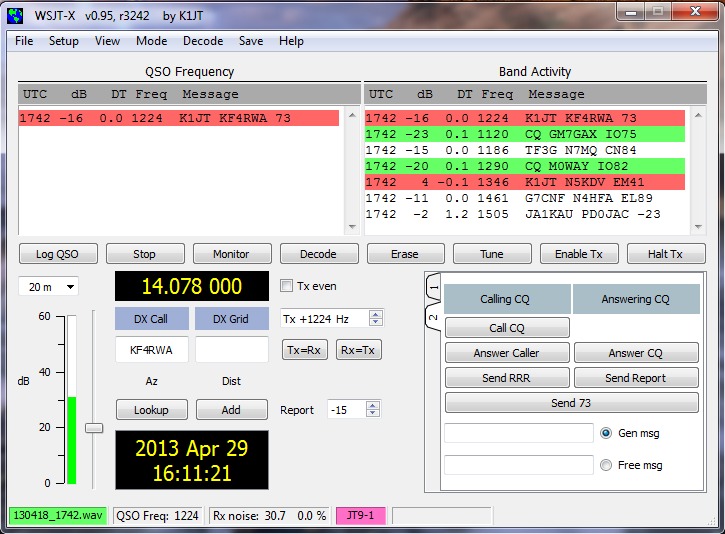 WSJT-X v0.95, r3242 by K1JT
File Setup View Mode Decode Save Help
QSO Frequency
UTC dB DT Freq Message
1742 -16 0.0 1224 K1JT KF4RWA 73
Band Activity
UTC dB DT Freq Message
1742 -16 0.0 1224 K1JT KF4RWA 73
1742 -23 0.1 1120 CQ GM7GAX IO75
1742 -15 0.0 1186 TF3G N7MQ CN84
1742 -20 0.1 1290 CQ M0WAY IO82
1742 4 -0.1 1346 K1JT N5KDV EM41
1742 -11 0.0 1461 G7CNF N4HFA EL89
1742 -2 1.2 1505 JA1KAU PD0JAC -23
Log QSO Stop Monitor Decode Erase Tune Enable Tx Halt Tx
20 m
60
40
dB
20
0
14.078 000
DX Call DX Grid
KF4RWA
Az Dist
Lookup Add
2013 Apr 29
16:11:21
Tx even
Tx +1224 Hz
Tx=Rx Rx=Tx
Report -15
1
2
Calling CQ Answering CQ
Call CQ
Answer Caller Answer CQ
Send RRR Send Report
Send 73
Gen msg
Free msg
130418_1742.wav QSO Freq: 1224 Rx noise: 30.7 0.0 % JT9-1